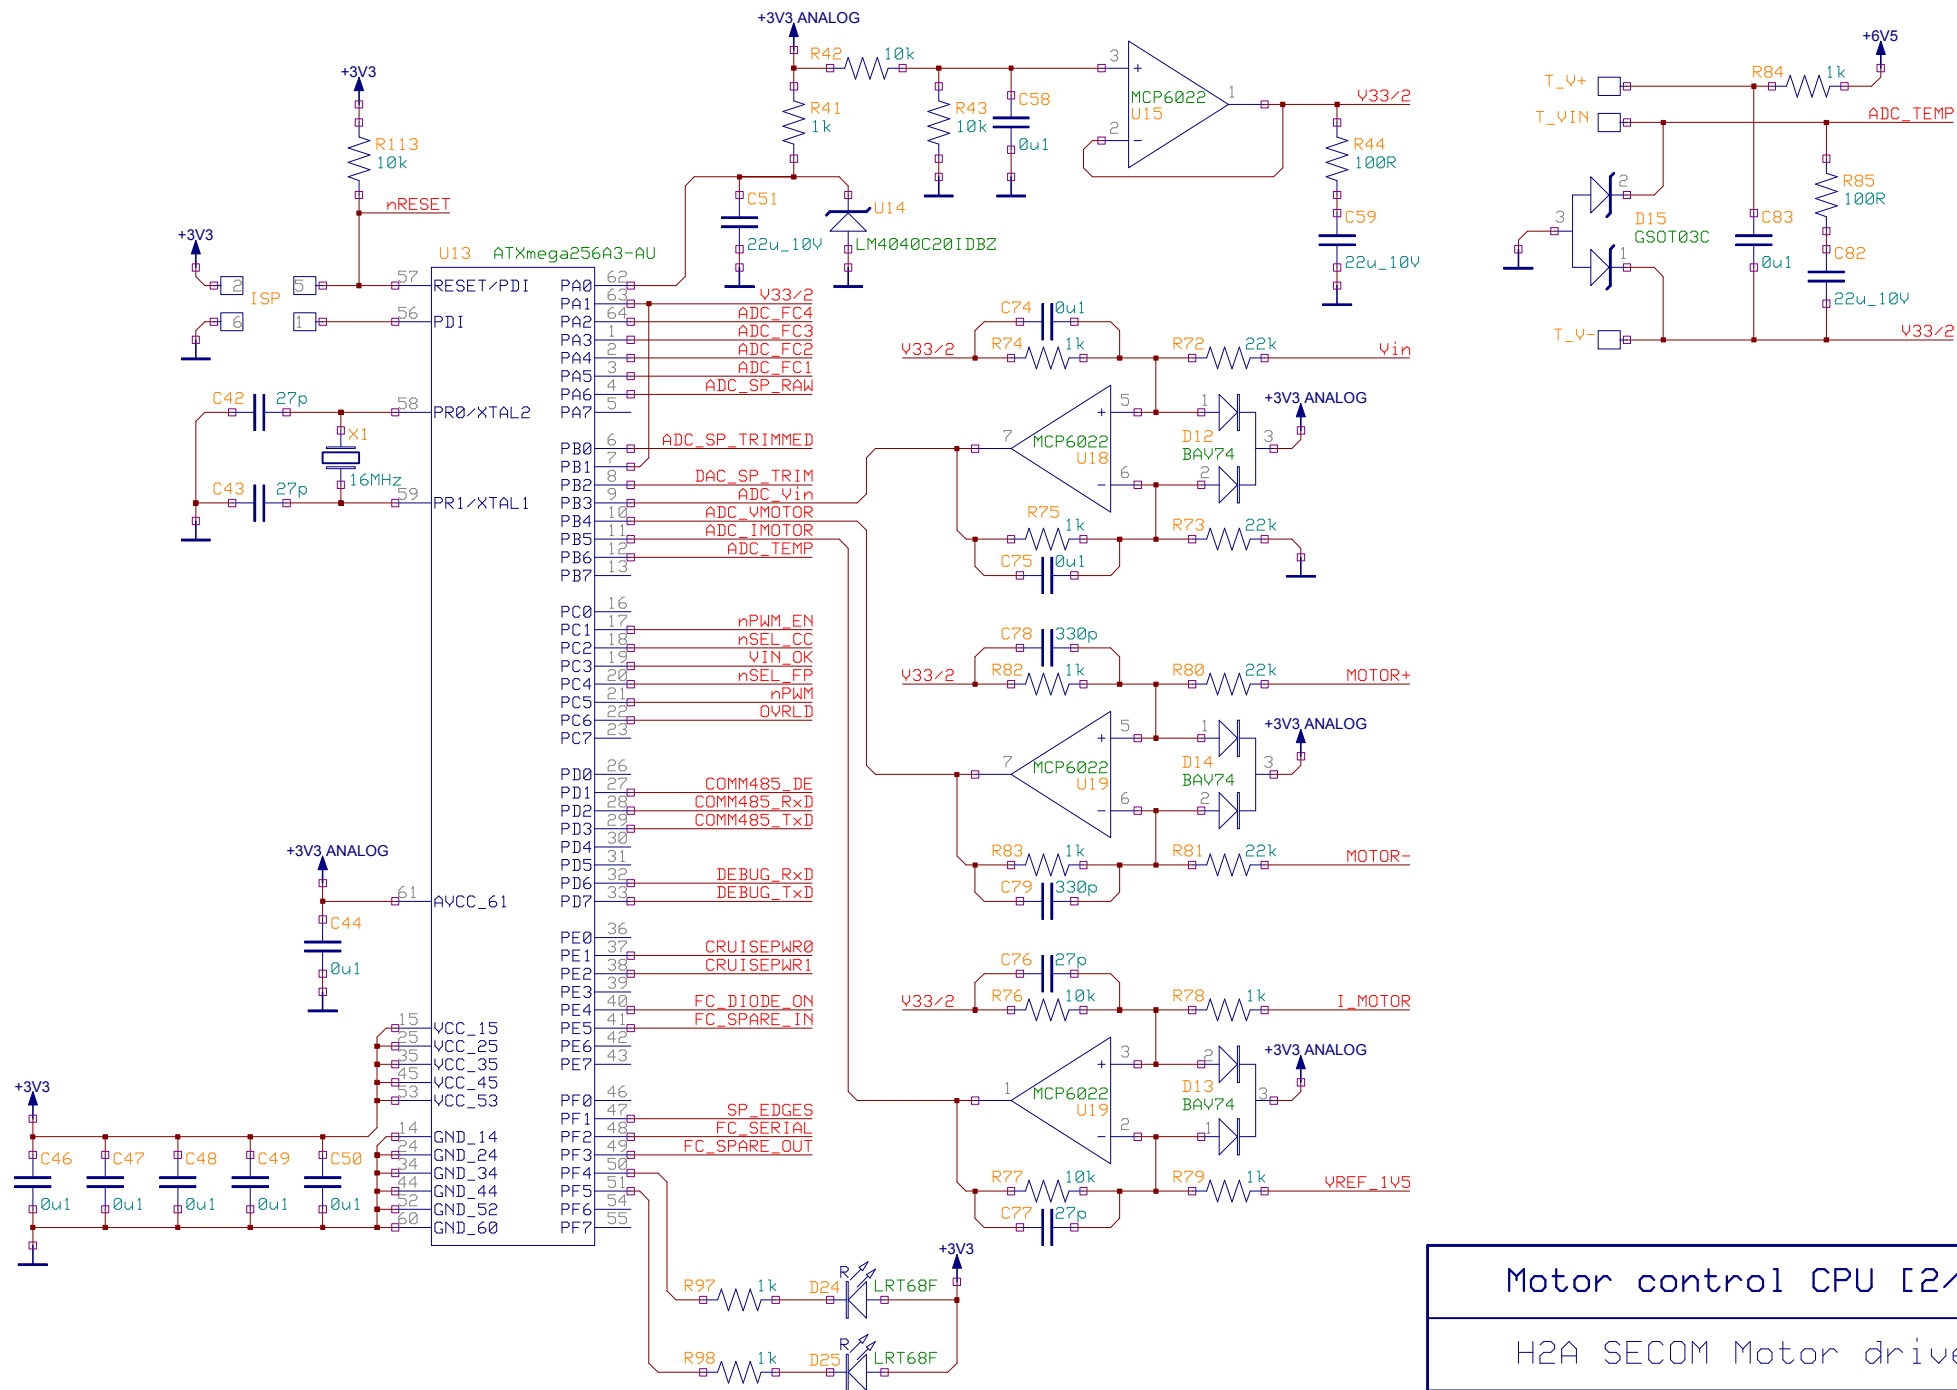 +3V3 ANALOG
R42 10k
R41
1k
R43
10k
C58
0u1
3
2
1
MCP6022
U15
V33/2
R44
100R
C59
22u_10V
C51
22u_10V
U14
LM4040C20IDBZ
+3V3
R113
10k
nRESET
+3V3
2
5
ISP
6
1
C42 27p
X1
16MHz
C43 27p
U13 ATXmega256A3-AU
57 RESET/PDI
56 PDI
58 PR0/XTAL2
59 PR1/XTAL1
+3V3 ANALOG
61 AVCC_61
C44
0u1
15 VCC_15
25 VCC_25
35 VCC_35
45 VCC_45
53 VCC_53
14 GND_14
24 GND_24
34 GND_34
44 GND_44
52 GND_52
60 GND_60
+3V3
C46
0u1
C47
0u1
C48
0u1
C49
0u1
C50
0u1
PA0 62
PA1 63 V33/2
PA2 64 ADC_FC4
PA3 1 ADC_FC3
PA4 2 ADC_FC2
PA5 3 ADC_FC1
PA6 4 ADC_SP_RAW
PA7 5
PB0 6 ADC_SP_TRIMMED
PB1 7
PB2 8 DAC_SP_TRIM
PB3 9 ADC_Vin
PB4 10 ADC_VMOTOR
PB5 11 ADC_IMOTOR
PB6 12 ADC_TEMP
PB7 13
PC0 16
PC1 17 nPWM_EN
PC2 18 nSEL_CC
PC3 19 VIN_OK
PC4 20 nSEL_FP
PC5 21 nPWM
PC6 22 OVRLD
PC7 23
PD0 26
PD1 27 COMM485_DE
PD2 28 COMM485_RxD
PD3 29 COMM485_TxD
PD4 30
PD5 31
PD6 32 DEBUG_RxD
PD7 33 DEBUG_TxD
PE0 36
PE1 37 CRUISEPWR0
PE2 38 CRUISEPWR1
PE3 39
PE4 40 FC_DIODE_ON
PE5 41 FC_SPARE_IN
PE6 42
PE7 43
PF0 46
PF1 47 SP_EDGES
PF2 48 FC_SERIAL
PF3 49 FC_SPARE_OUT
PF4 50
PF5 51
PF6 54
PF7 55
R97 1k D24 R LRT68F
+3V3
R98 1k D25 R LRT68F
C74 0u1
V33/2 R74 1k R72 22k Vin
5
6
7
MCP6022
U18
1
2
3
D12
BAV74
+3V3 ANALOG
R75 1k R73 22k
C75 0u1
C78 330p
V33/2 R82 1k R80 22k MOTOR+
5
6
7
MCP6022
U19
1
2
3
D14
BAV74
+3V3 ANALOG
R83 1k R81 22k MOTOR-
C79 330p
C76 27p
V33/2 R76 10k R78 1k I_MOTOR
3
2
1
MCP6022
U19
2
1
3
D13
BAV74
+3V3 ANALOG
R77 10k R79 1k VREF_1V5
C77 27p
+6V5
T_V+ R84 1k
T_VIN ADC_TEMP
2
3
1
D15
GSOT03C
C83
0u1
R85
100R
C82
22u_10V
T_V- V33/2
Motor control CPU [2/
H2A SECOM Motor drive